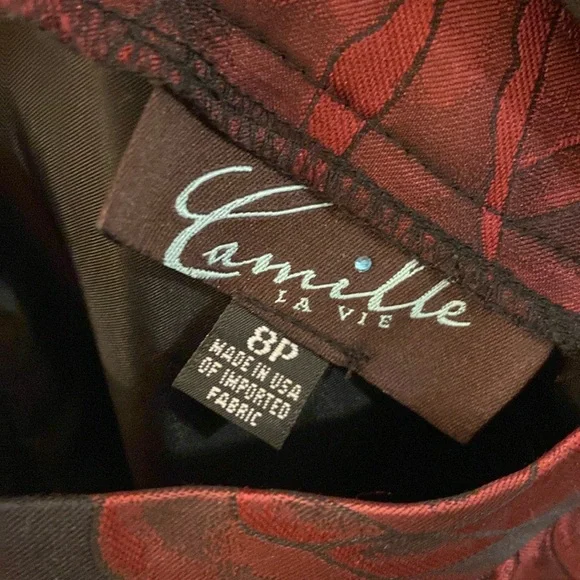 Camille
LA VIE
8P
MADE IN USA
OF IMPORTED
FABRIC